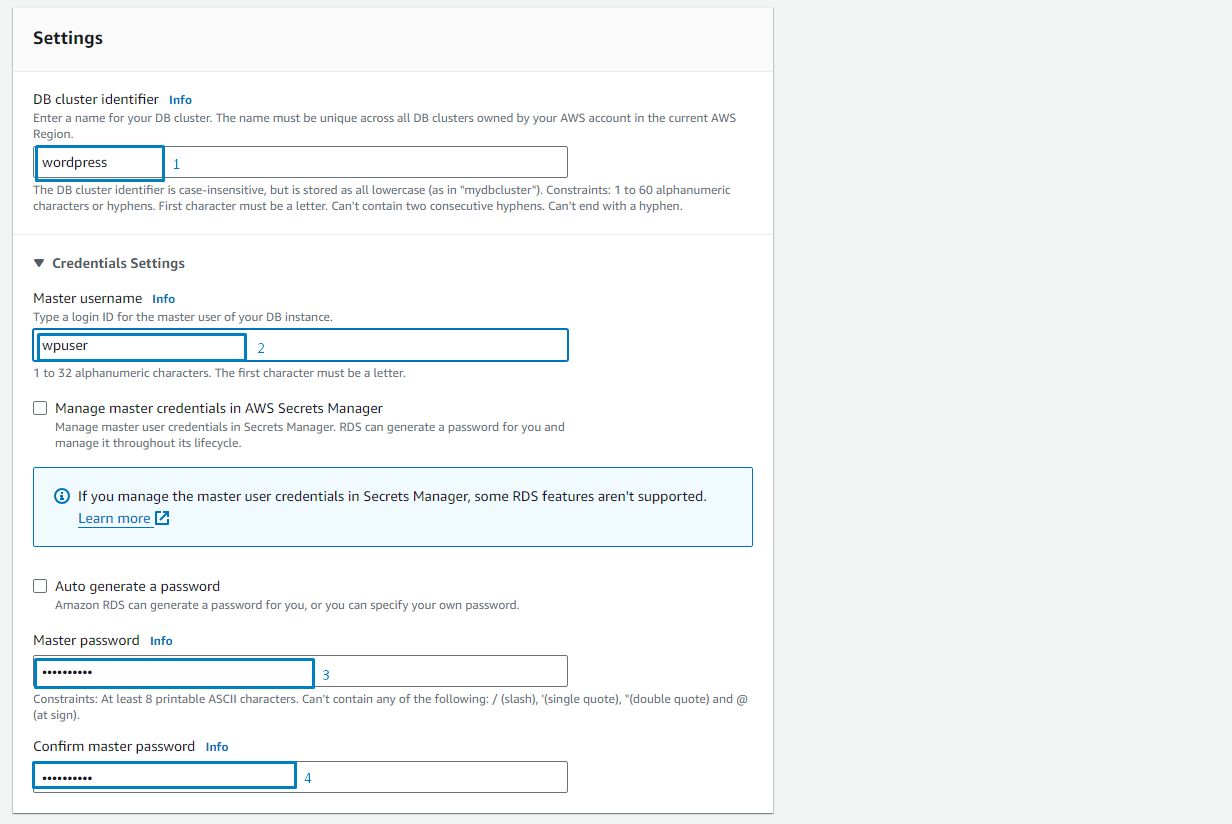 Settings
DB cluster identifier Info
Enter a name for your DB cluster. The name must be unique across all DB clusters owned by your AWS account in the current AWS
Region.
wordpress 1
The DB cluster identifier is case-insensitive, but is stored as all lowercase (as in "mydbcluster"). Constraints: 1 to 60 alphanumeric
characters or hyphens. First character must be a letter. Can't contain two consecutive hyphens. Can't end with a hyphen.
Credentials Settings
Master username Info
Type a login ID for the master user of your DB instance.
wpuser 2
1 to 32 alphanumeric characters. The first character must be a letter.
Manage master credentials in AWS Secrets Manager
Manage master user credentials in Secrets Manager. RDS can generate a password for you and
manage it throughout its lifecycle.
If you manage the master user credentials in Secrets Manager, some RDS features aren't supported.
Learn more
Auto generate a password
Amazon RDS can generate a password for you, or you can specify your own password.
Master password Info
•••••••••• 3
Constraints: At least 8 printable ASCII characters. Can't contain any of the following: / (slash), '(single quote), "(double quote) and @
(at sign).
Confirm master password Info
•••••••••• 4